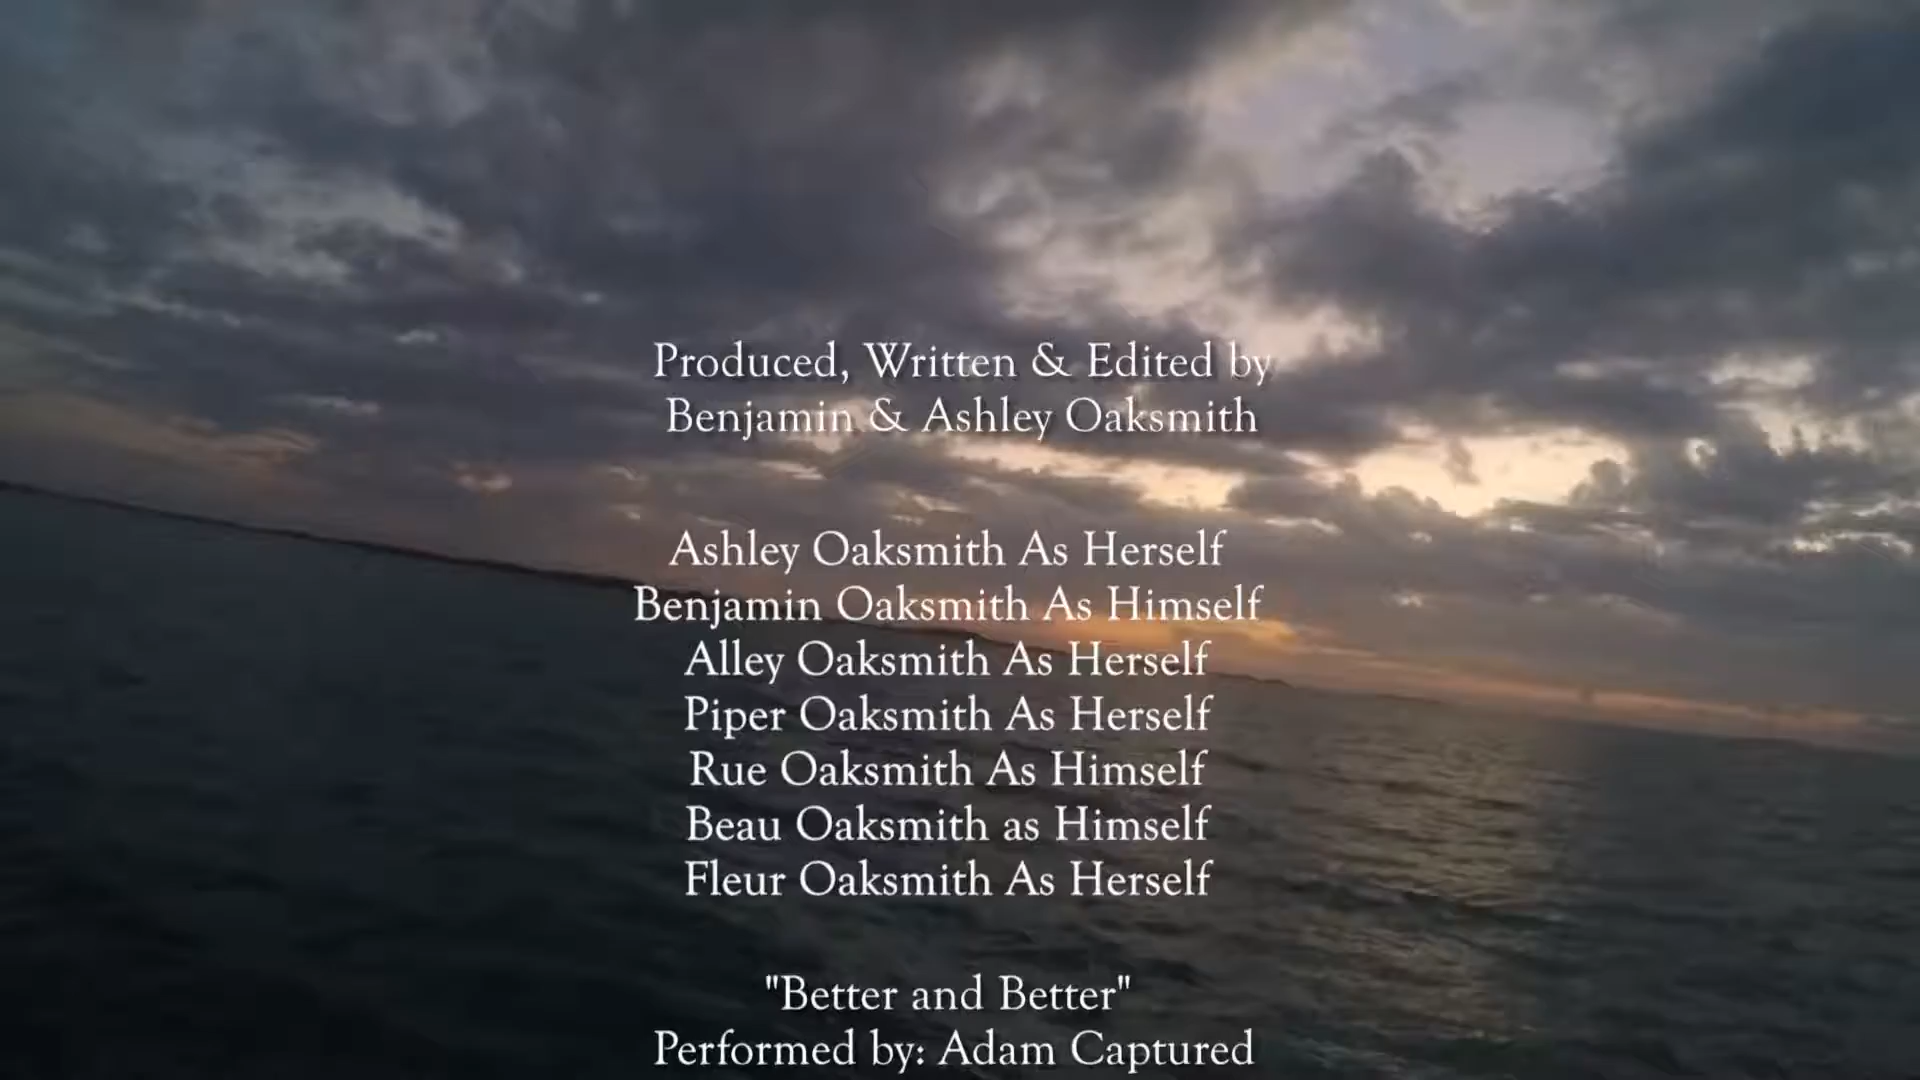 Produced, Written & Edited by
Benjamin & Ashley Oaksmith
Ashley Oaksmith As Herself
Benjamin Oaksmith As Himself
Alley Oaksmith As Herself
Piper Oaksmith As Herself
Rue Oaksmith As Himself
Beau Oaksmith as Himself
Fleur Oaksmith As Herself
"Better and Better"
Performed by: Adam Captured